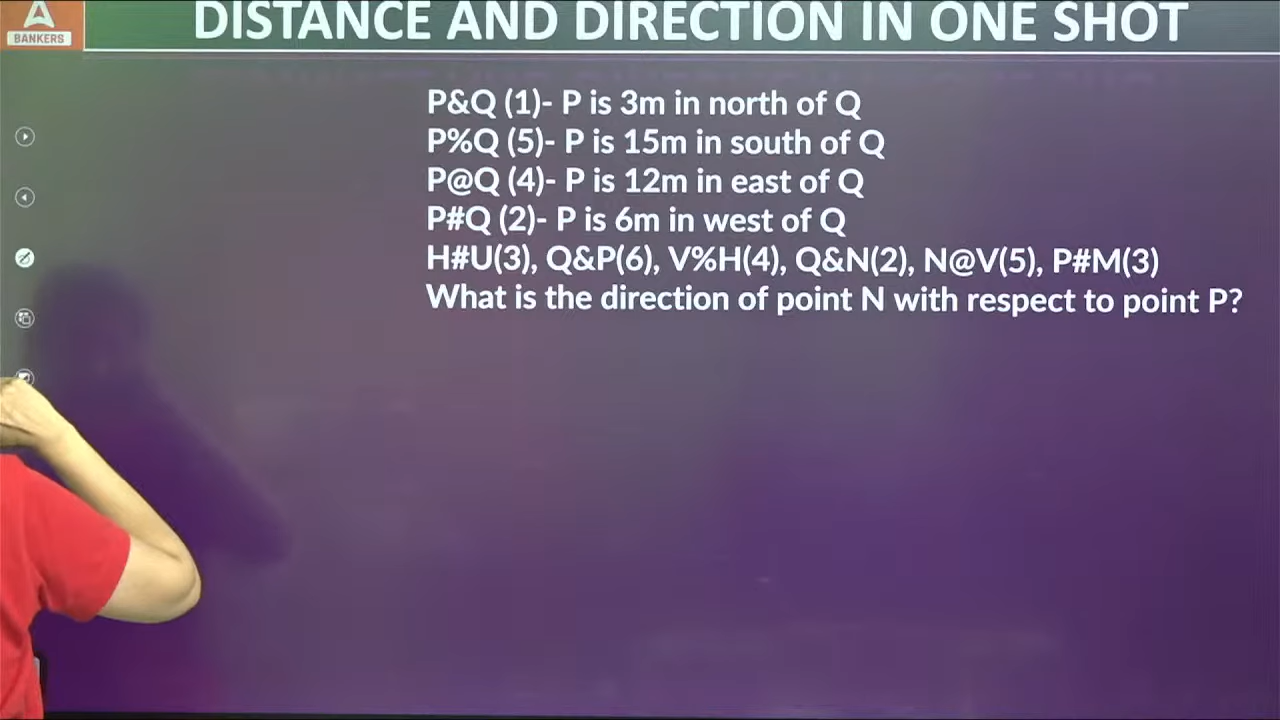 DISTANCE AND DIRECTION IN ONE SHOT
BANKERS
P&Q (1)- P is 3m in north of Q
P%Q (5)- P is 15m in south of Q
P@Q (4)- P is 12m in east of Q
P#Q (2)- P is 6m in west of Q
H#U(3), Q&P(6), V%H(4), Q&N(2), N@V(5), P#M(3)
What is the direction of point N with respect to point P?